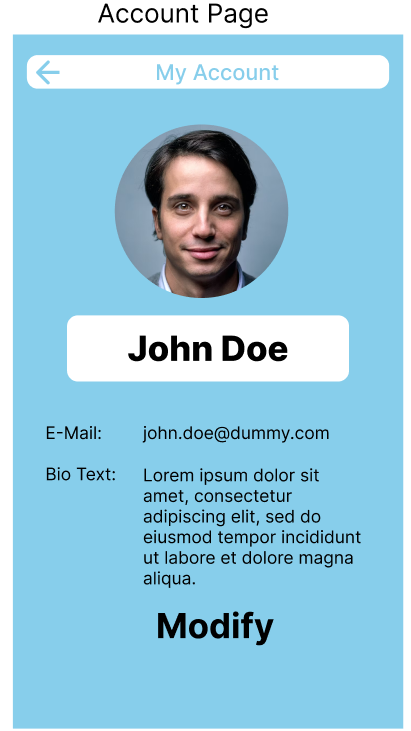 Account Page
My Account
John Doe
E-Mail: john.doe@dummy.com
Bio Text: Lorem ipsum dolor sit
amet, consectetur
adipiscing elit, sed do
eiusmod tempor incididunt
ut labore et dolore magna
aliqua.
Modify